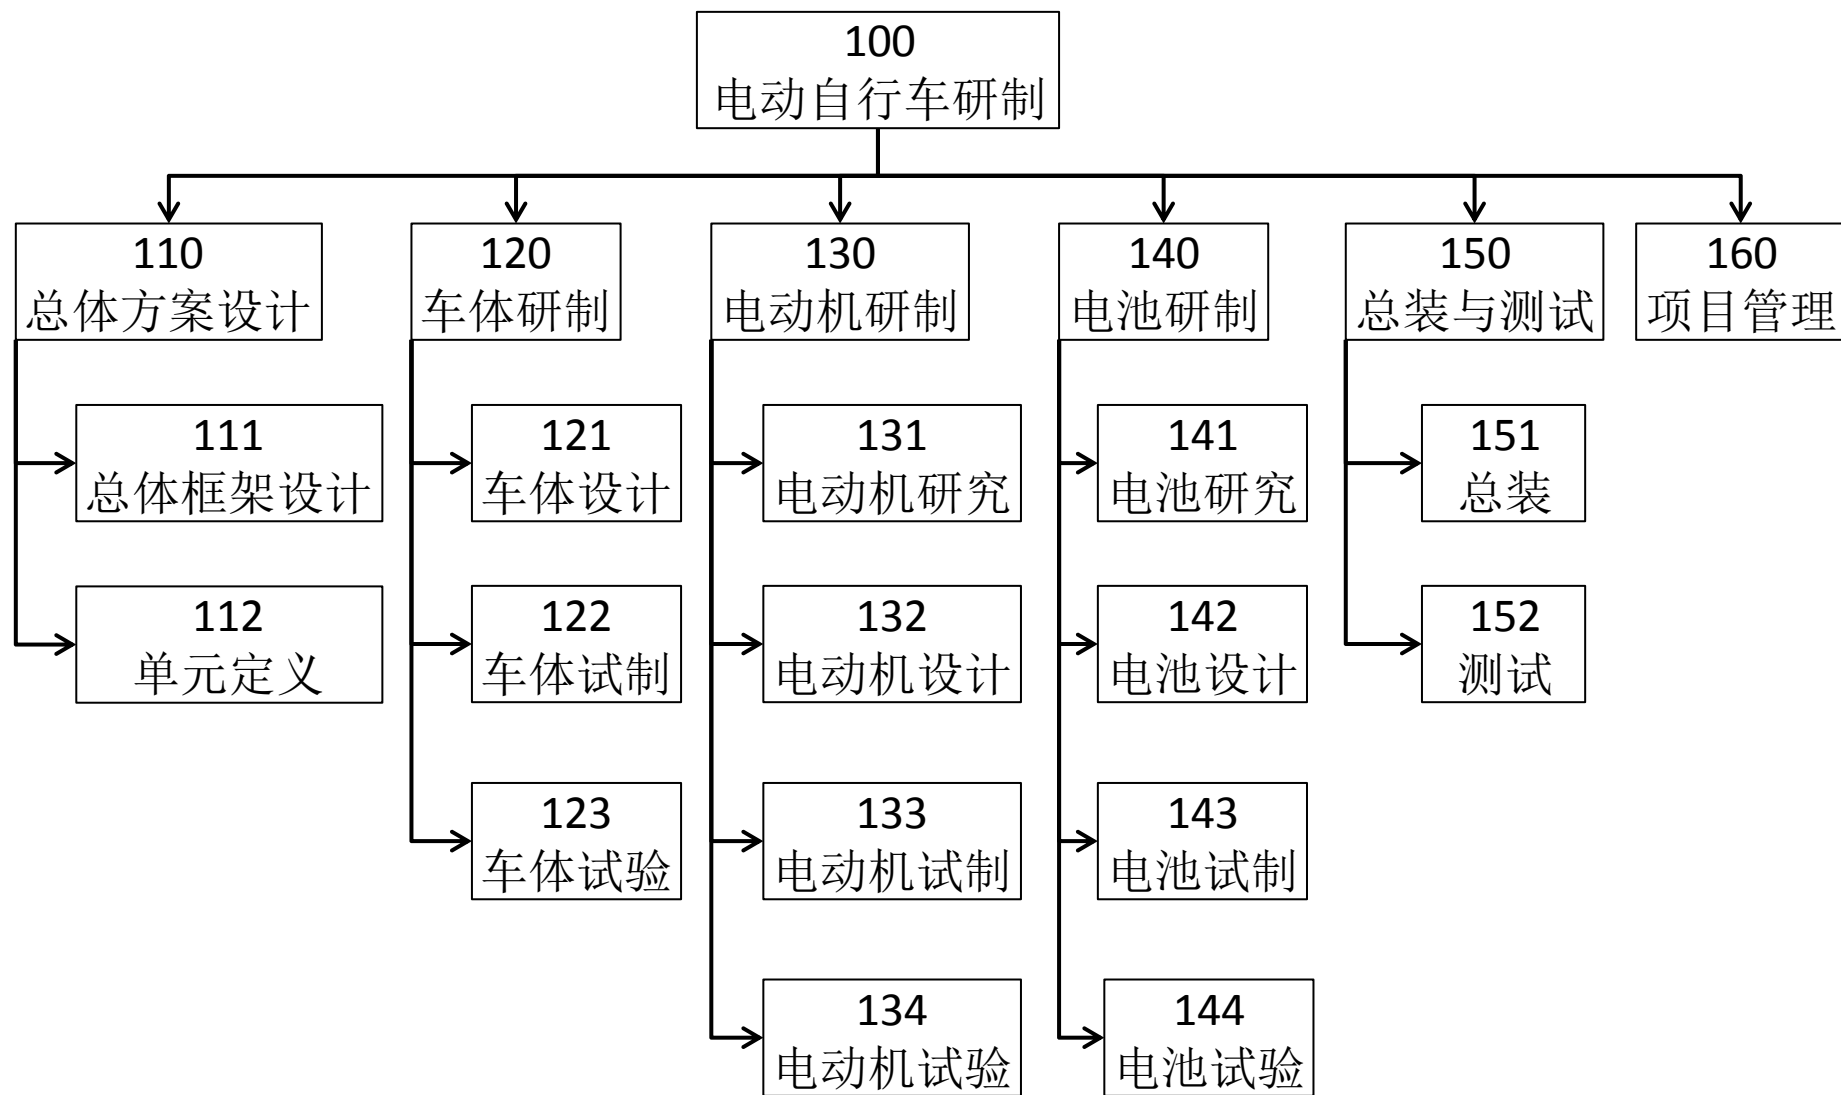 100
电动自行车研制
110
总体方案设计
120
车体研制
130
电动机研制
140
电池研制
150
总装与测试
160
项目管理
111
总体框架设计
121
车体设计
131
电动机研究
141
电池研究
151
总装
112
单元定义
122
车体试制
132
电动机设计
142
电池设计
152
测试
123
车体试验
133
电动机试制
143
电池试制
134
电动机试验
144
电池试验